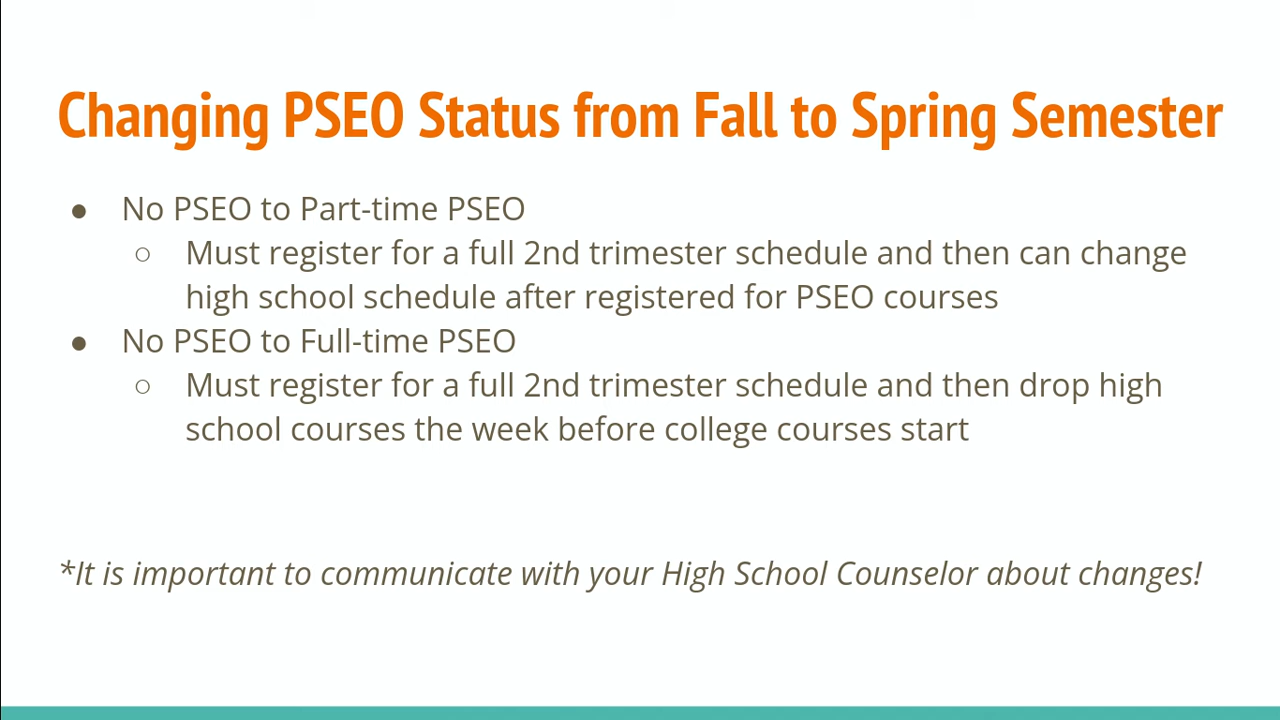 Changing PSEO Status from Fall to Spring Semester
● No PSEO to Part-time PSEO
○ Must register for a full 2nd trimester schedule and then can change
high school schedule after registered for PSEO courses
● No PSEO to Full-time PSEO
○ Must register for a full 2nd trimester schedule and then drop high
school courses the week before college courses start
*It is important to communicate with your High School Counselor about changes!